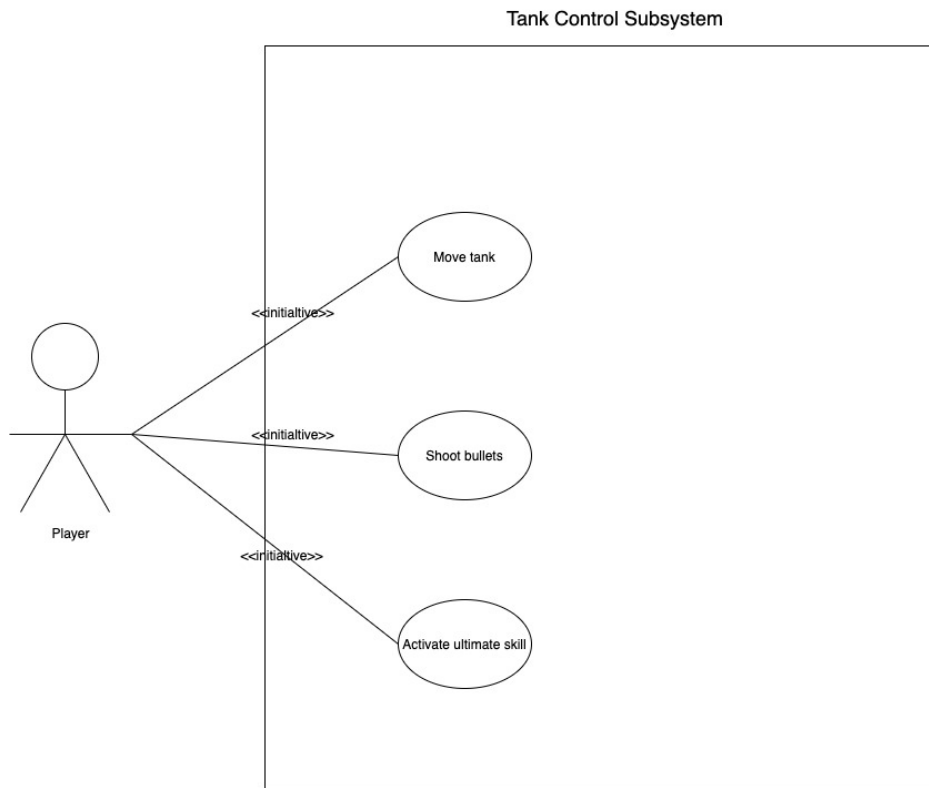 Tank Control Subsystem
Move tank
<<initialtive>>
<<initialtive>>
Shoot bullets
Player
<<initialtive>>
Activate ultimate skill